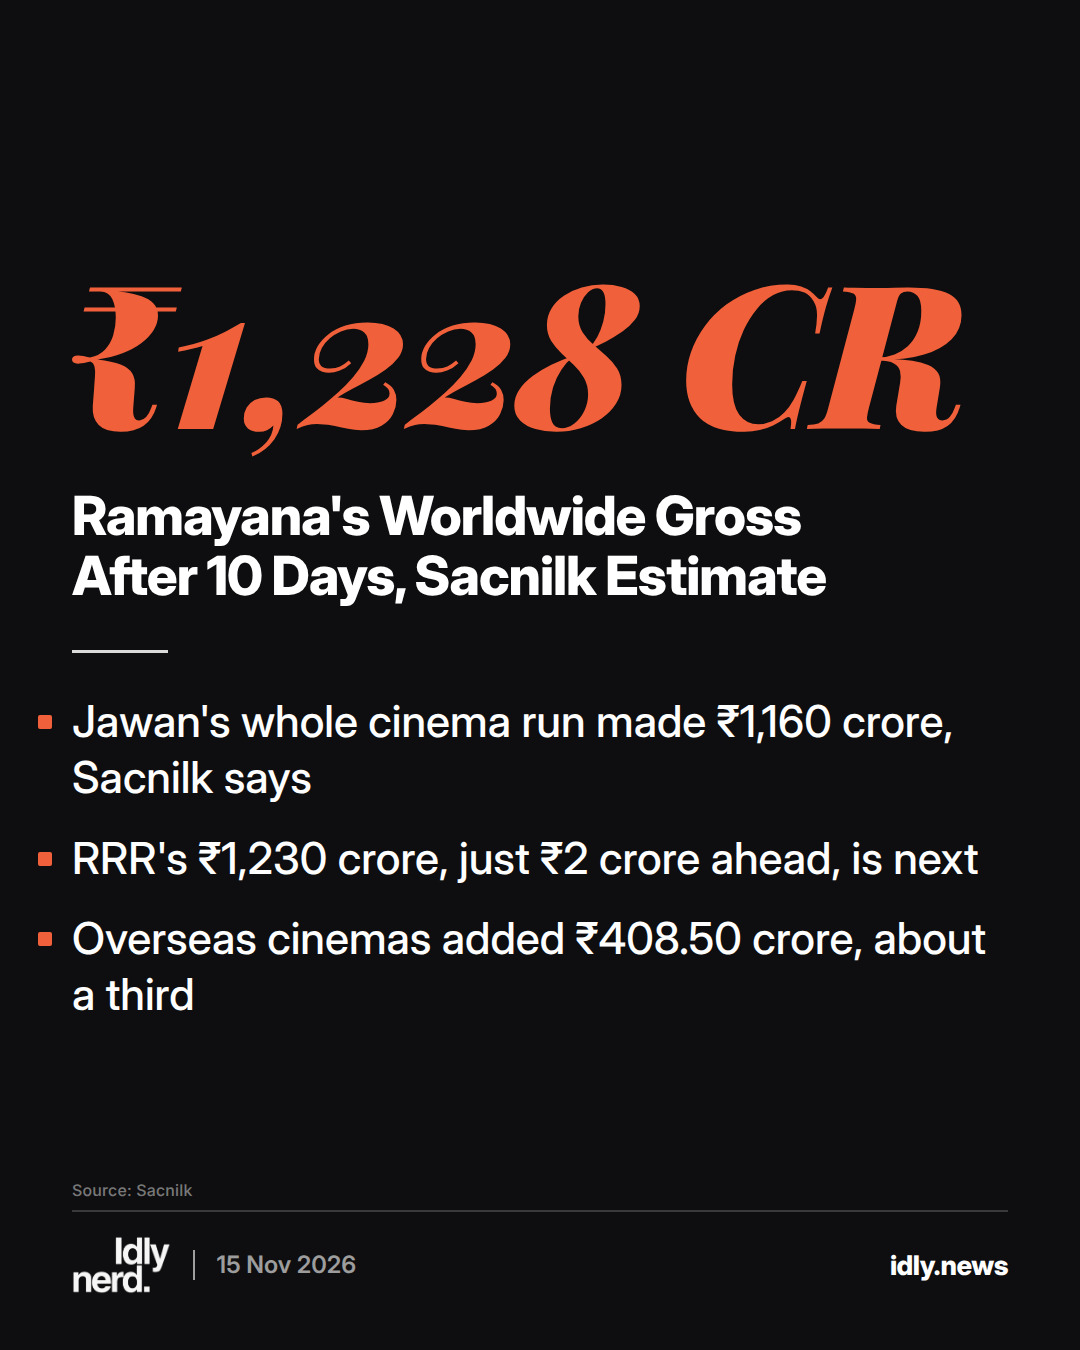 ₹1,228 CR
Ramayana's Worldwide Gross
After 10 Days, Sacnilk Estimate
Jawan's whole cinema run made ₹1,160 crore,
Sacnilk says
RRR's ₹1,230 crore, just ₹2 crore ahead, is next
Overseas cinemas added ₹408.50 crore, about
a third
Source: Sacnilk
Idly
nerd.
15 Nov 2026
idly.news